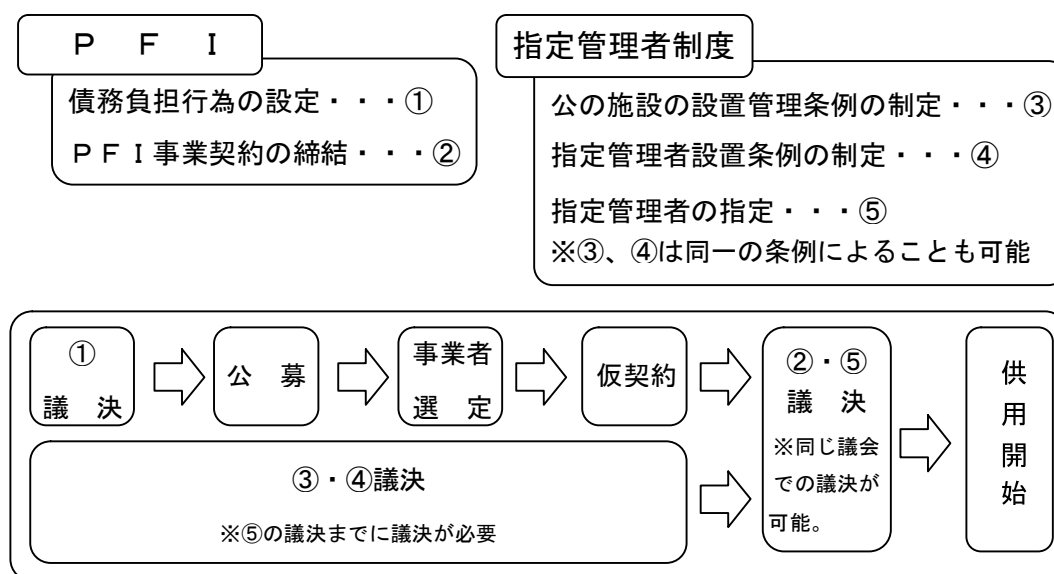 ＰＦＩ
債務負担行為の設定・・・①
ＰＦＩ事業契約の締結・・・②
指定管理者制度
公の施設の設置管理条例の制定・・・③
指定管理者設置条例の制定・・・④
指定管理者の指定・・・⑤
※③、④は同一の条例によることも可能
①
議決
公募
事業者
選定
仮契約
②・⑤
議決
※同じ議会
での議決が
可能。
供用開始
③・④議決
※⑤の議決までに議決が必要